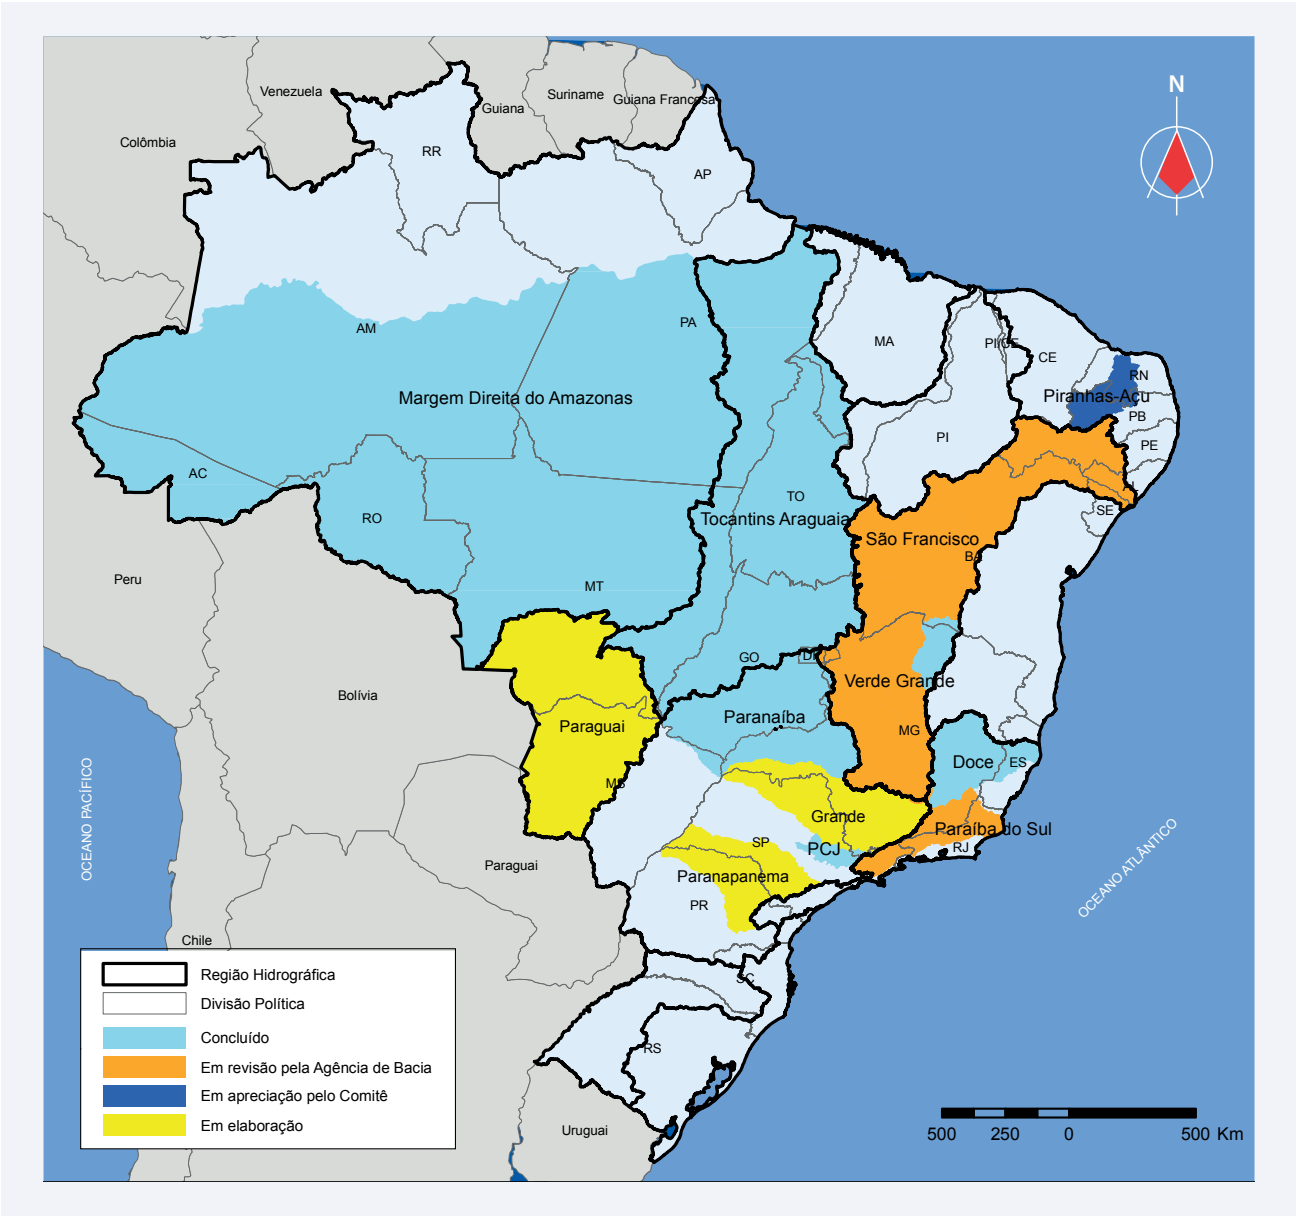 N
Venezuela
Suriname
Guiana
Guiana Francesa
Colômbia
RR
AP
AM
PA
MA
PI/CE
CE
RN
Margem Direita do Amazonas
Piranhas-Açu
PB
PI
PE
AC
TO
RO
Tocantins Araguaia
SE
São Francisco
BA
Peru
MT
GO
DF
Verde Grande
Bolívia
Paranaíba
Paraguai
MG
Doce
ES
MS
OCEANO PACÍFICO
Grande
Paraíba do Sul
SP
PCJ
RJ
Paraguai
Paranapanema
OCEANO ATLÂNTICO
PR
Chile
SC
Região Hidrográfica
Divisão Política
Concluído
RS
Em revisão pela Agência de Bacia
Em apreciação pelo Comitê
Em elaboração
Uruguai
500 250 0 500 Km